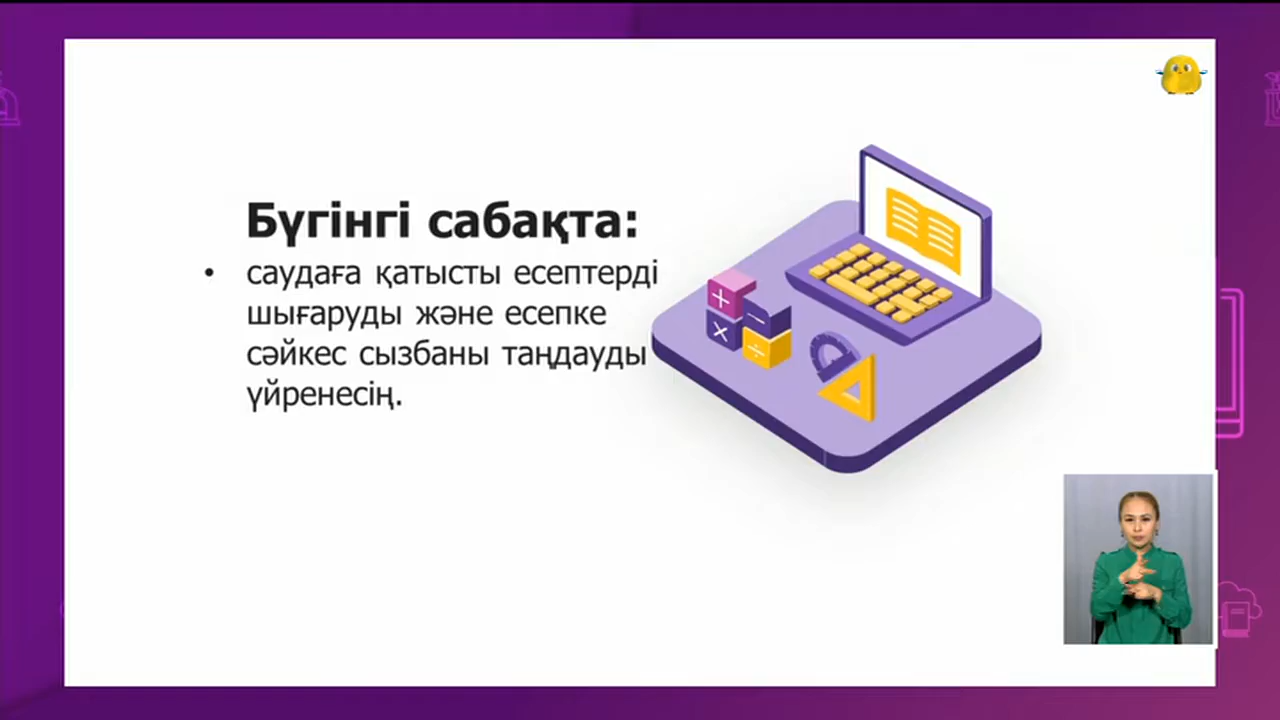 Бүгінгі сабақта:
• саудаға қатысты есептерді
шығаруды және есепке
сәйкес сызбаны таңдауды
үйренесің.